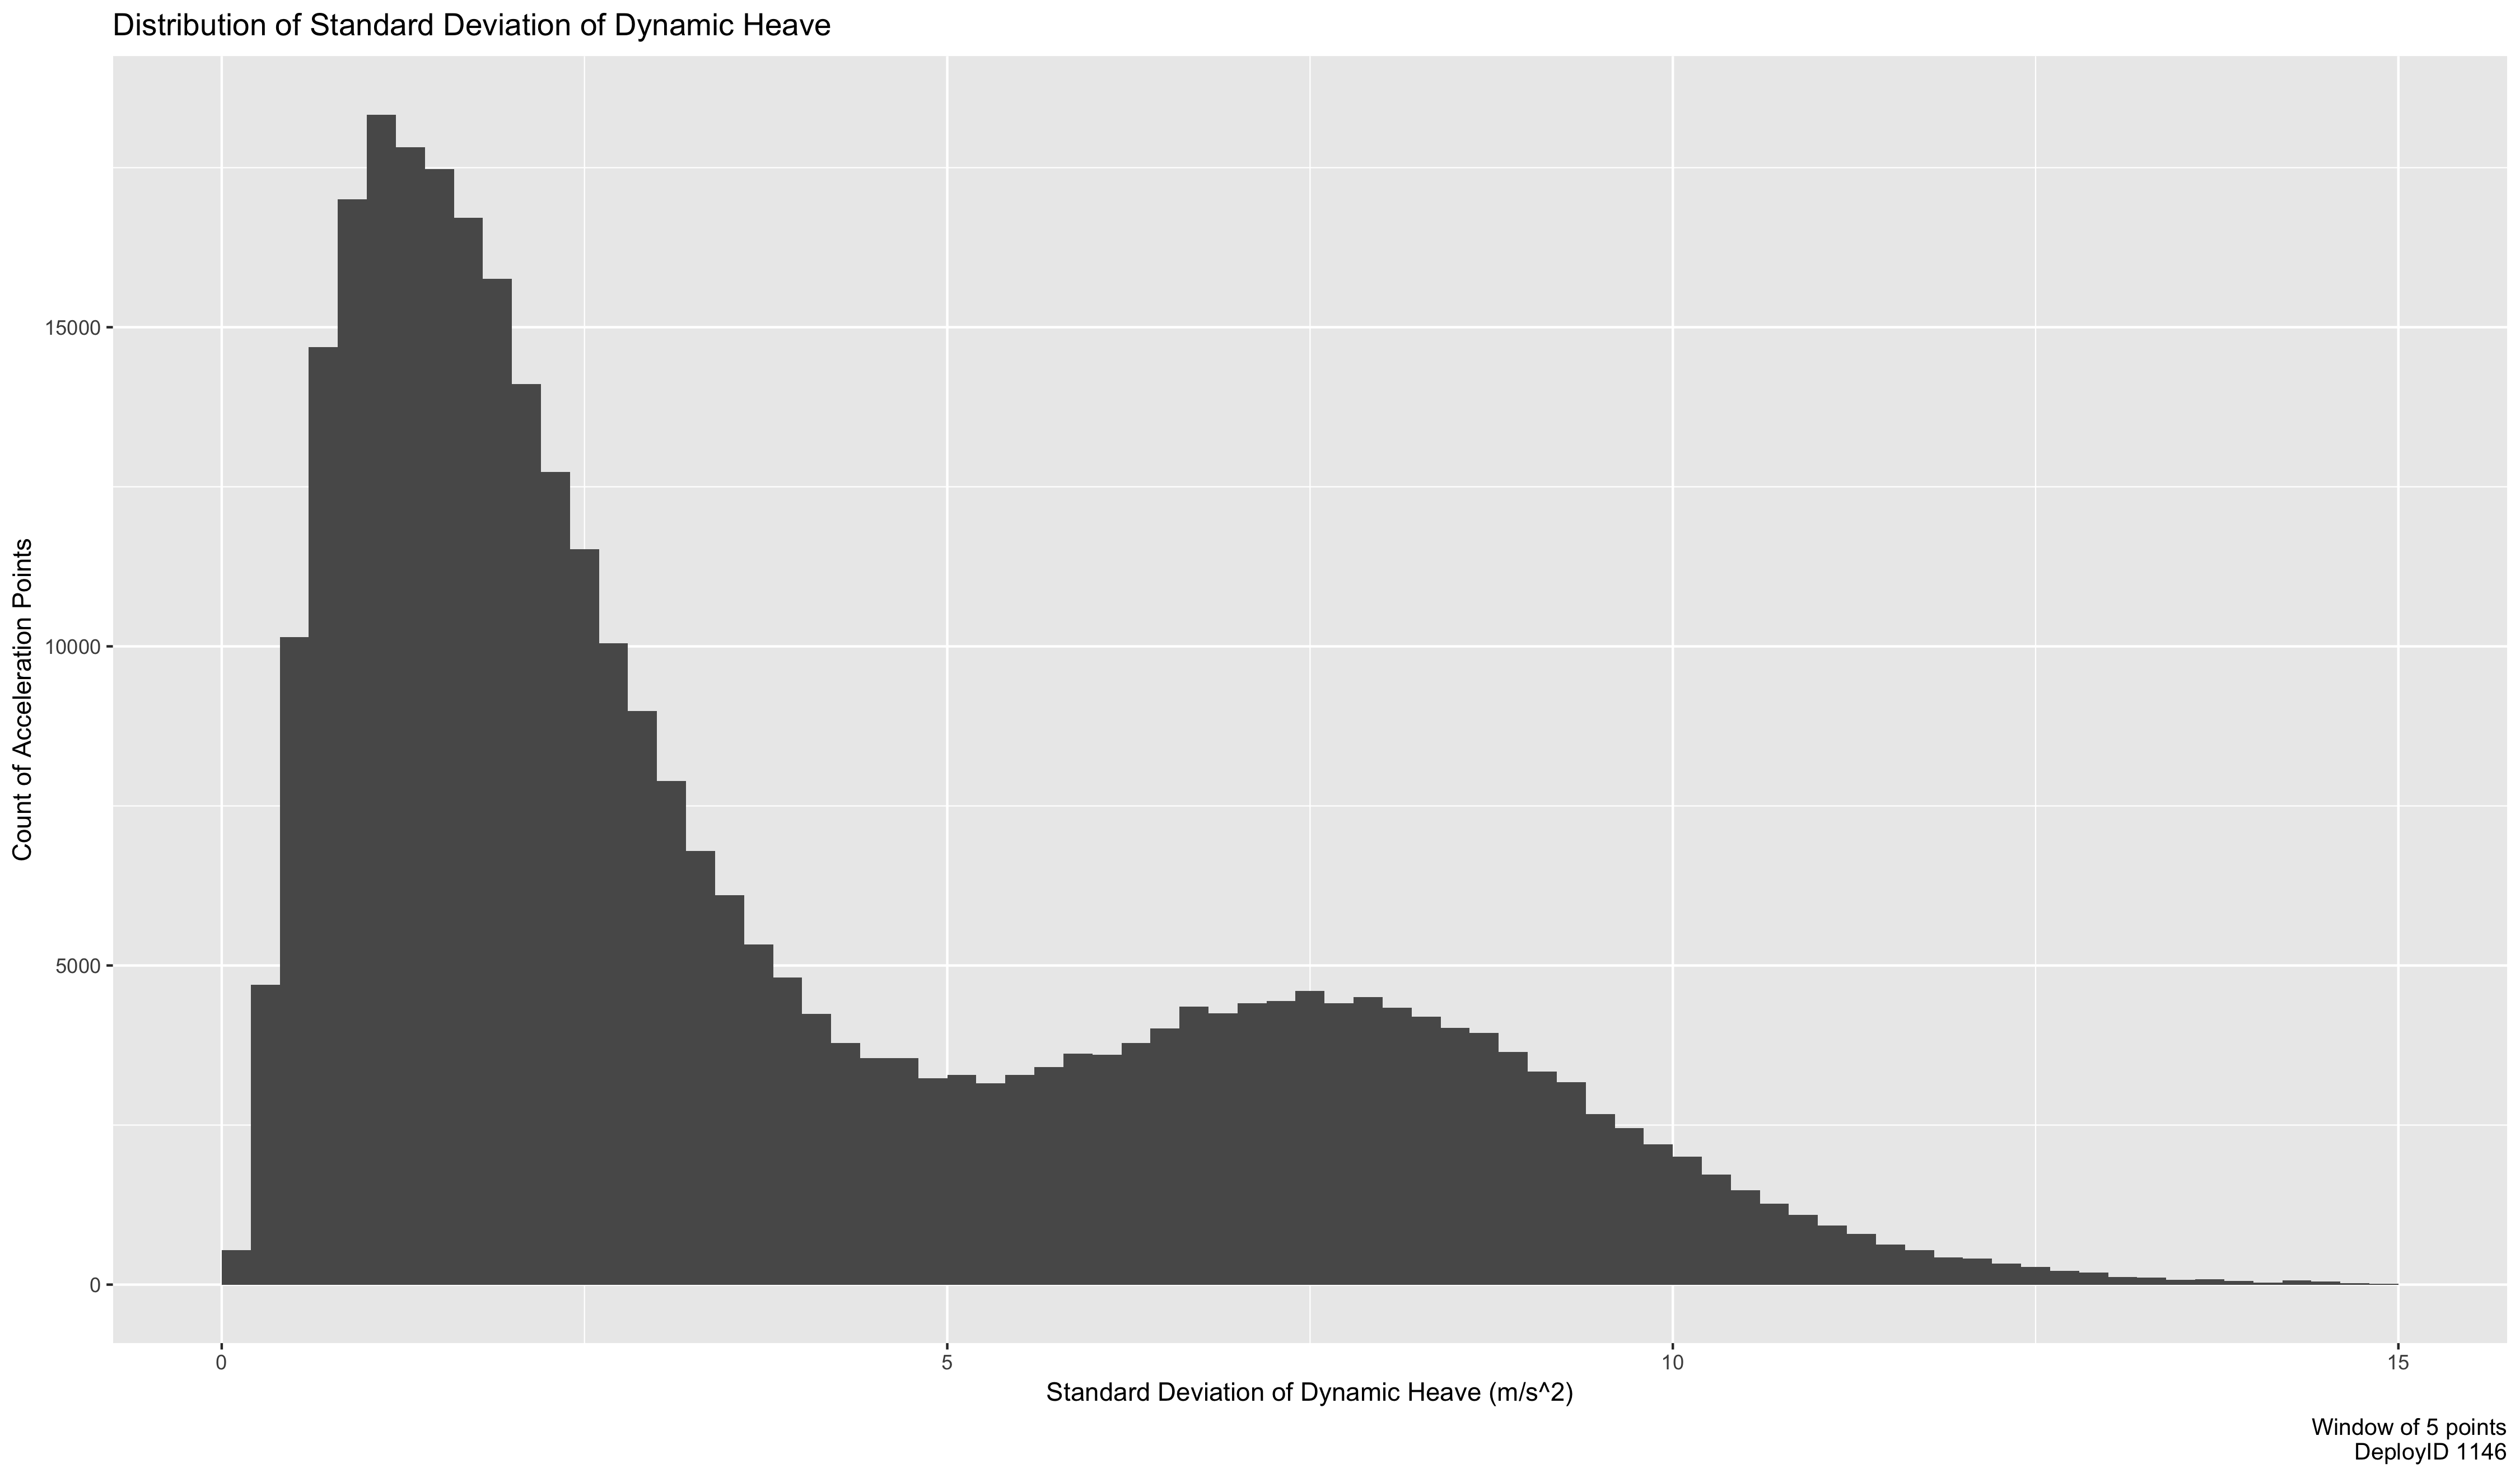 Distribution of Standard Deviation of Dynamic Heave
Count of Acceleration Points
15000
10000
5000
0
0
5
10
15
Standard Deviation of Dynamic Heave (m/s^2)
Window of 5 points
DeployID 1146